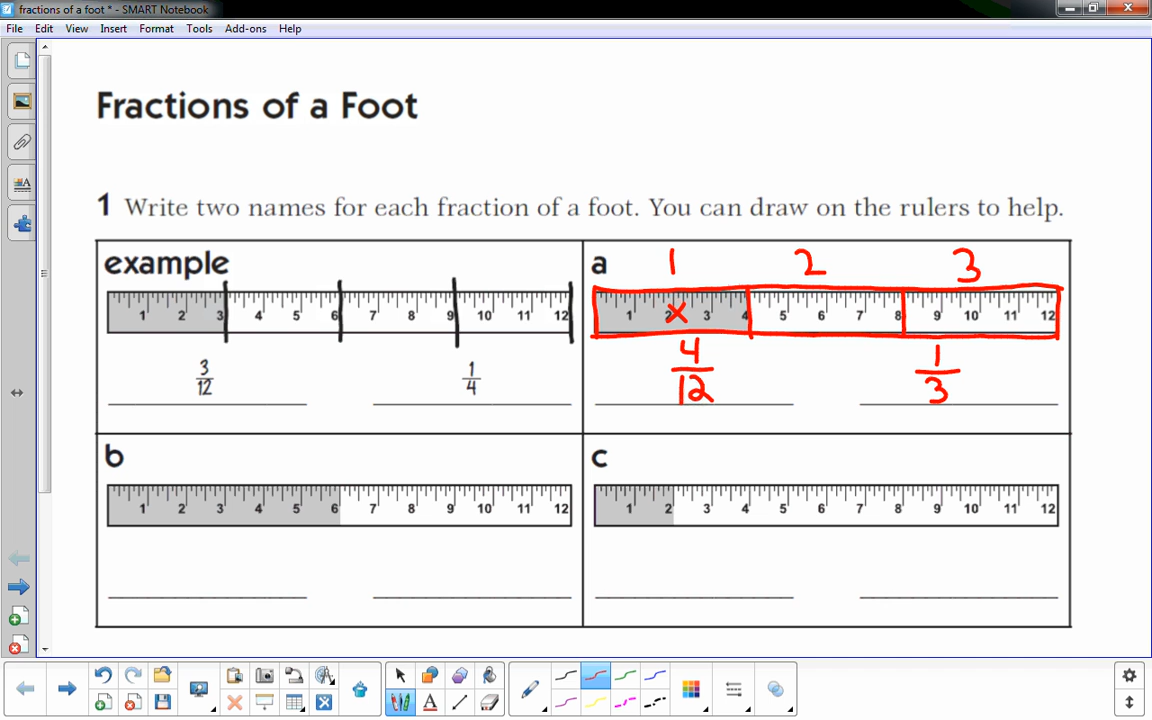 fractions of a foot * - SMART Notebook
File Edit View Insert Format Tools Add-ons Help
Fractions of a Foot
1 Write two names for each fraction of a foot. You can draw on the rulers to help.
example
1 2 3 4 5 6 7 8 9 10 11 12
3/12 1/4
a
1 2 3
1 2 x 3 4 5 6 7 8 9 10 11 12
4/12 1/3
b
1 2 3 4 5 6 7 8 9 10 11 12
c
1 2 3 4 5 6 7 8 9 10 11 12